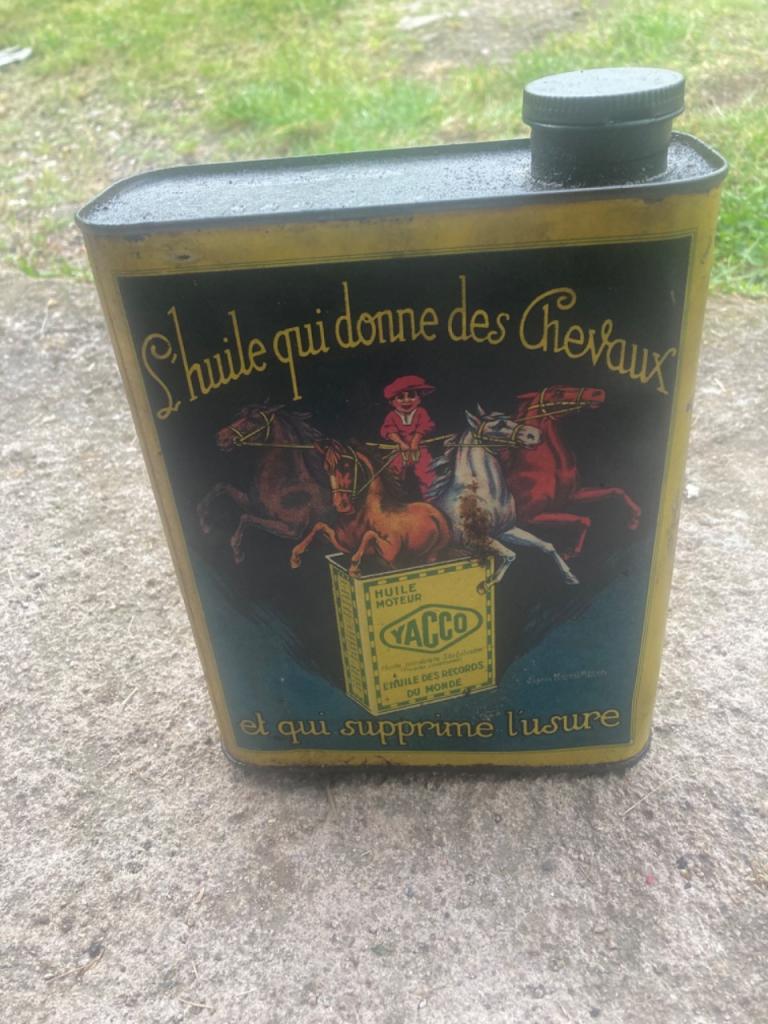 L'huile qui donne des Chevaux
HUILE
MOTEUR
YACCO
L'HUILE DES RECORDS
DU MONDE
et qui supprime l'usure